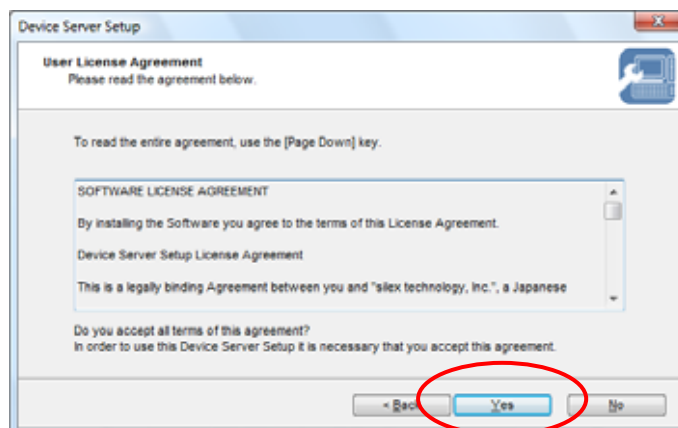 Device Server Setup
User License Agreement
Please read the agreement below.
To read the entire agreement, use the [Page Down] key.
SOFTWARE LICENSE AGREEMENT
By installing the Software you agree to the terms of this License Agreement.
Device Server Setup License Agreement
This is a legally binding Agreement between you and "silex technology, Inc.", a Japanese
Do you accept all terms of this agreement?
In order to use this Device Server Setup it is necessary that you accept this agreement.
< Back Yes No